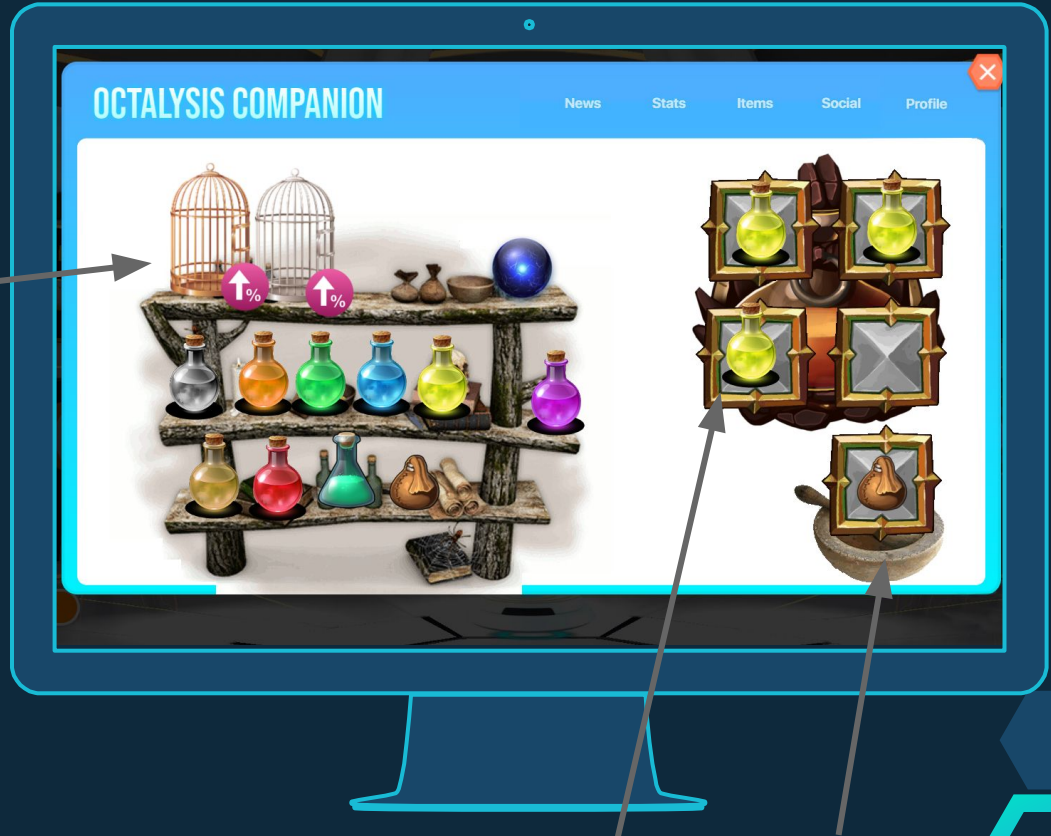 OCTALYSIS COMPANION
News
Stats
Items
Social
Profile
%
%